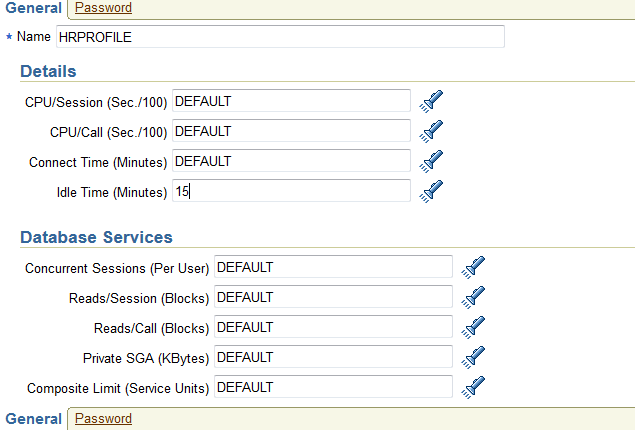 General Password
* Name HRPROFILE
Details
CPU/Session (Sec./100) DEFAULT
CPU/Call (Sec./100) DEFAULT
Connect Time (Minutes) DEFAULT
Idle Time (Minutes) 15
Database Services
Concurrent Sessions (Per User) DEFAULT
Reads/Session (Blocks) DEFAULT
Reads/Call (Blocks) DEFAULT
Private SGA (KBytes) DEFAULT
Composite Limit (Service Units) DEFAULT
General Password